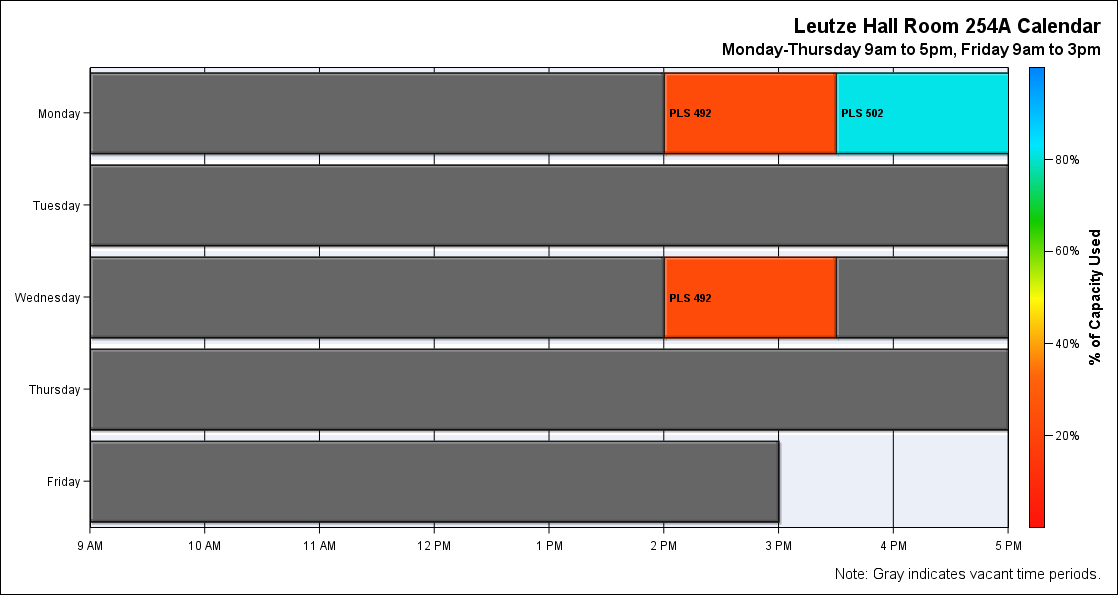 Leutze Hall Room 254A Calendar
Monday-Thursday 9am to 5pm, Friday 9am to 3pm
Monday
PLS 492
PLS 502
Tuesday
Wednesday
PLS 492
Thursday
Friday
80%
60%
40%
20%
% of Capacity Used
9 AM 10 AM 11 AM 12 PM 1 PM 2 PM 3 PM 4 PM 5 PM
Note: Gray indicates vacant time periods.